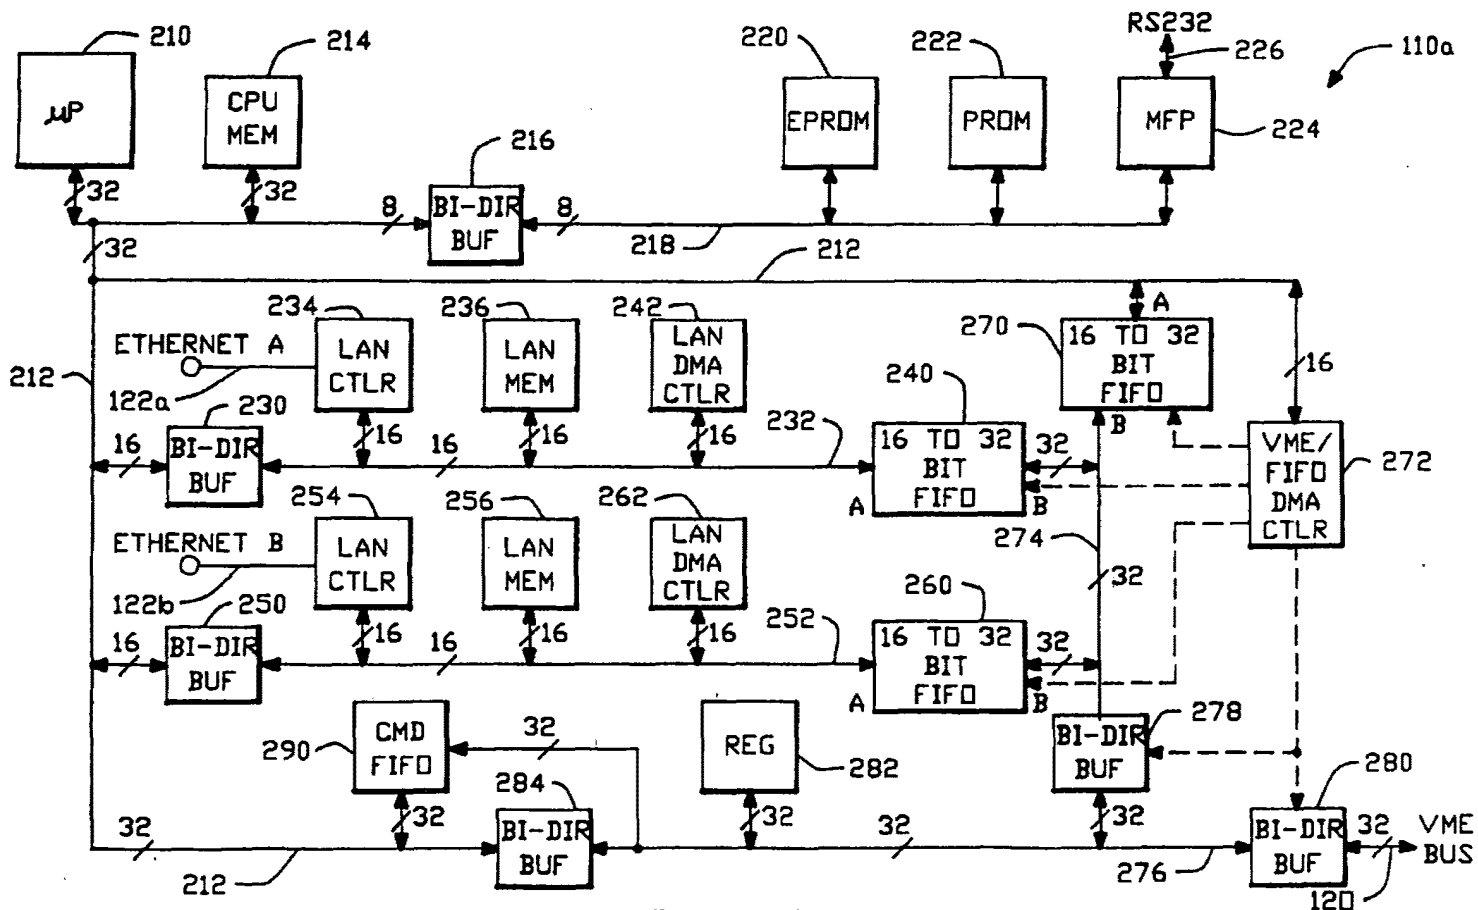 210
μP
32
214
CPU
MEM
32
216
BI-DIR
BUF
8
8
218
220
EPROM
222
PROM
RS232
226
MFP
224
110a
32
212
212
ETHERNET A
122a
234
LAN
CTLR
16
236
LAN
MEM
16
242
LAN
DMA
CTLR
16
230
BI-DIR
BUF
16
16
232
240
16 TO 32
BIT
FIFO
A
B
32
270
A
16 TO 32
BIT
FIFO
B
16
VME/
FIFO
DMA
CTLR
272
274
32
ETHERNET B
122b
254
LAN
CTLR
16
256
LAN
MEM
16
262
LAN
DMA
CTLR
16
250
BI-DIR
BUF
16
16
252
260
16 TO 32
BIT
FIFO
A
B
32
290
CMD
FIFO
32
32
REG
282
32
BI-DIR
BUF
278
32
32
212
284
BI-DIR
BUF
32
276
280
BI-DIR
BUF
32
120
VME
BUS